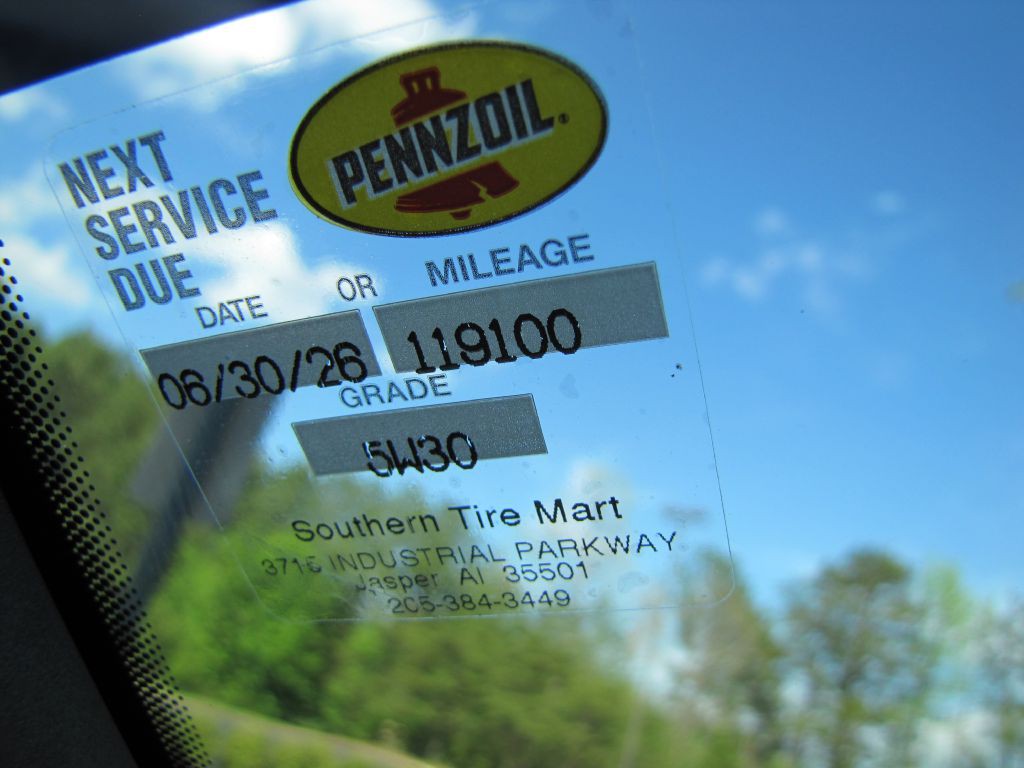 PENNZOIL®
NEXT
SERVICE
DUE
DATE OR MILEAGE
06/30/26 119100
GRADE
5W30
Southern Tire Mart
3715 INDUSTRIAL PARKWAY
Jasper Al 35501
205-384-3449